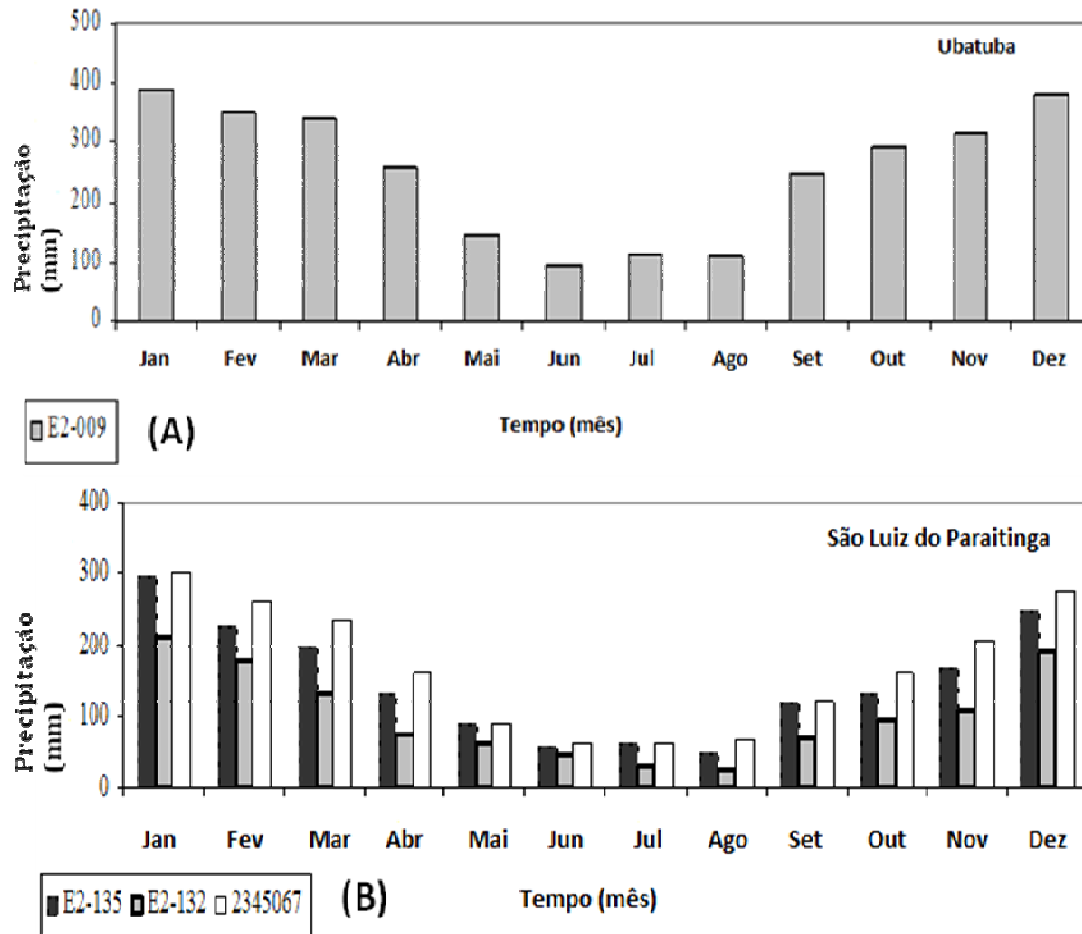 500
400
300
200
100
0
Precipitação
(mm)
Ubatuba
Jan Fev Mar Abr Mai Jun Jul Ago Set Out Nov Dez
E2-009
(A)
Tempo (mês)
400
300
200
100
0
Precipitação
(mm)
São Luiz do Paraitinga
Jan Fev Mar Abr Mai Jun Jul Ago Set Out Nov Dez
E2-135 E2-132 2345067
(B)
Tempo (mês)